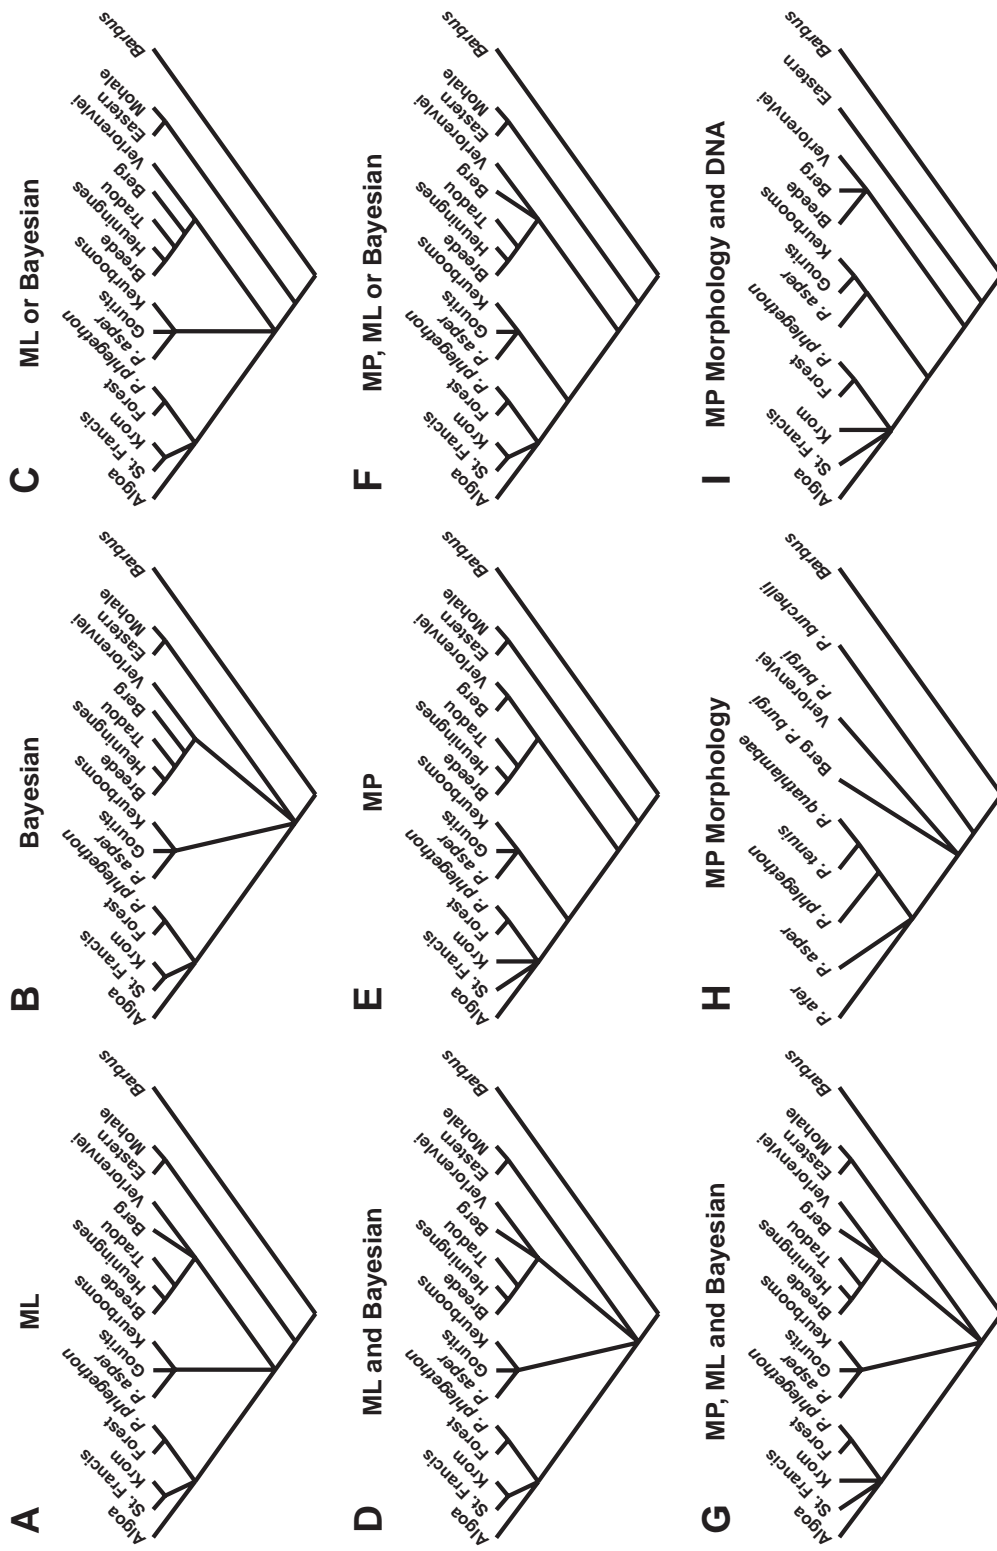 A
ML
Algoa
St. Francis
Krom
Forest
P. phlegethon
P. asper
Gourits
Keurbooms
Breede
Heuningnes
Tradou
Berg
Verlorenvlei
Eastern
Mohale
Barbus
B
Bayesian
Algoa
St. Francis
Krom
Forest
P. phlegethon
P. asper
Gourits
Keurbooms
Breede
Heuningnes
Tradou
Berg
Verlorenvlei
Eastern
Mohale
Barbus
C
ML or Bayesian
Algoa
St. Francis
Krom
Forest
P. phlegethon
P. asper
Gourits
Keurbooms
Breede
Heuningnes
Tradou
Berg
Verlorenvlei
Eastern
Mohale
Barbus
D
ML and Bayesian
Algoa
St. Francis
Krom
Forest
P. phlegethon
P. asper
Gourits
Keurbooms
Breede
Heuningnes
Tradou
Berg
Verlorenvlei
Eastern
Mohale
Barbus
E
MP
Algoa
St. Francis
Krom
Forest
P. phlegethon
P. asper
Gourits
Keurbooms
Breede
Heuningnes
Tradou
Berg
Verlorenvlei
Eastern
Mohale
Barbus
F
MP, ML or Bayesian
Algoa
St. Francis
Krom
Forest
P. phlegethon
P. asper
Gourits
Keurbooms
Breede
Heuningnes
Tradou
Berg
Verlorenvlei
Eastern
Mohale
Barbus
G
MP, ML and Bayesian
Algoa
St. Francis
Krom
Forest
P. phlegethon
P. asper
Gourits
Keurbooms
Breede
Heuningnes
Tradou
Berg
Verlorenvlei
Eastern
Mohale
Barbus
H
MP Morphology
P. afer
P. asper
P. phlegethon
P. tenuis
P. quathlambae
Berg P. burgi
Verlorenvlei
P. burgi
P. burchelli
Barbus
I
MP Morphology and DNA
Algoa
St. Francis
Krom
Forest
P. phlegethon
P. asper
Gourits
Keurbooms
Breede
Berg
Verlorenvlei
Eastern
Barbus